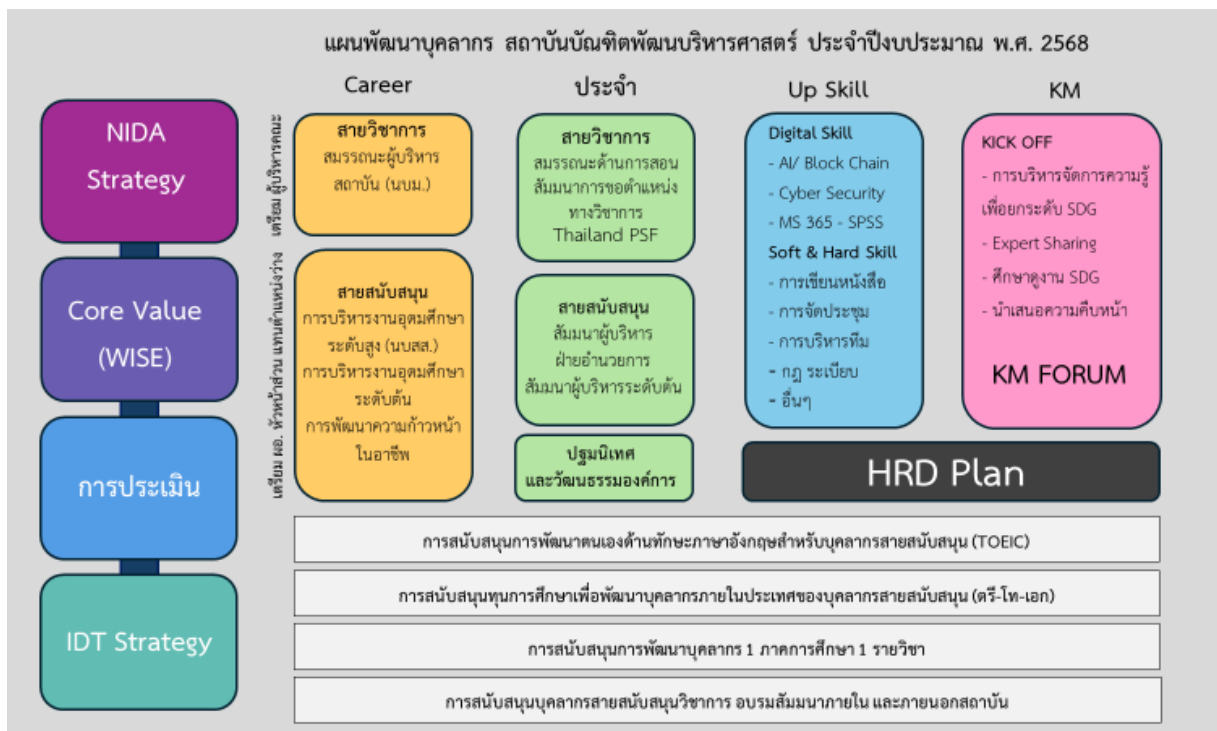 แผนพัฒนาบุคลากร สถาบันบัณฑิตพัฒนบริหารศาสตร์ ประจำปีงบประมาณ พ.ศ. 2568
NIDA
Strategy
Core Value
(WISE)
การประเมิน
IDT Strategy
เตรียม ผู้บริหารคณะ
เตรียม ผอ. หัวหน้าส่วน แทนตำแหน่งว่าง
Career
สายวิชาการ
สมรรถนะผู้บริหาร
สถาบัน (นบม.)
สายสนับสนุน
การบริหารงานอุดมศึกษา
ระดับสูง (นบสส.)
การบริหารงานอุดมศึกษา
ระดับต้น
การพัฒนาความก้าวหน้า
ในอาชีพ
ประจำ
สายวิชาการ
สมรรถนะด้านการสอน
สัมมนาการขอตำแหน่ง
ทางวิชาการ
Thailand PSF
สายสนับสนุน
สัมมนาผู้บริหาร
ฝ่ายอำนวยการ
สัมมนาผู้บริหารระดับต้น
ปฐมนิเทศ
และวัฒนธรรมองค์การ
Up Skill
Digital Skill
- AI/ Block Chain
- Cyber Security
- MS 365 - SPSS
Soft & Hard Skill
- การเขียนหนังสือ
- การจัดประชุม
- การบริหารทีม
- กฎ ระเบียบ
- อื่นๆ
KM
KICK OFF
- การบริหารจัดการความรู้
เพื่อยกระดับ SDG
- Expert Sharing
- ศึกษาดูงาน SDG
- นำเสนอความคืบหน้า
KM FORUM
HRD Plan
การสนับสนุนการพัฒนาตนเองด้านทักษะภาษาอังกฤษสำหรับบุคลากรสายสนับสนุน (TOEIC)
การสนับสนุนทุนการศึกษาเพื่อพัฒนาบุคลากรภายในประเทศของบุคลากรสายสนับสนุน (ตรี-โท-เอก)
การสนับสนุนการพัฒนาบุคลากร 1 ภาคการศึกษา 1 รายวิชา
การสนับสนุนบุคลากรสายสนับสนุนวิชาการ อบรมสัมมนาภายใน และภายนอกสถาบัน